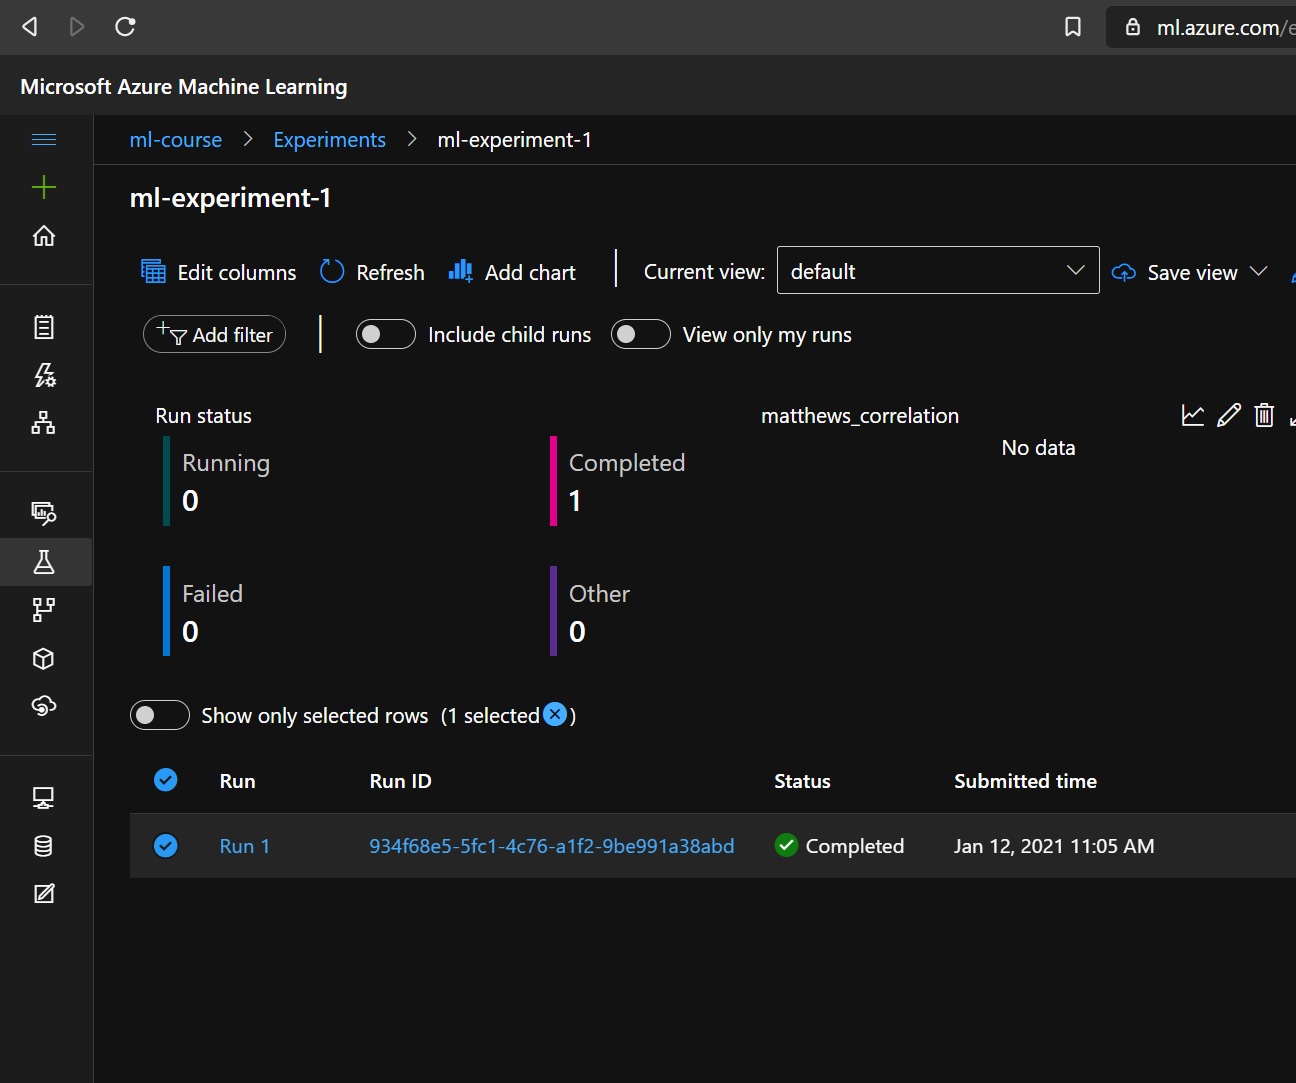 ml.azure.com/e
Microsoft Azure Machine Learning
ml-course > Experiments > ml-experiment-1
ml-experiment-1
Edit columns Refresh Add chart Current view: default Save view
Add filter Include child runs View only my runs
Run status
matthews_correlation
No data
Running
0
Completed
1
Failed
0
Other
0
Show only selected rows (1 selected )
Run Run ID Status Submitted time
Run 1 934f68e5-5fc1-4c76-a1f2-9be991a38abd Completed Jan 12, 2021 11:05 AM